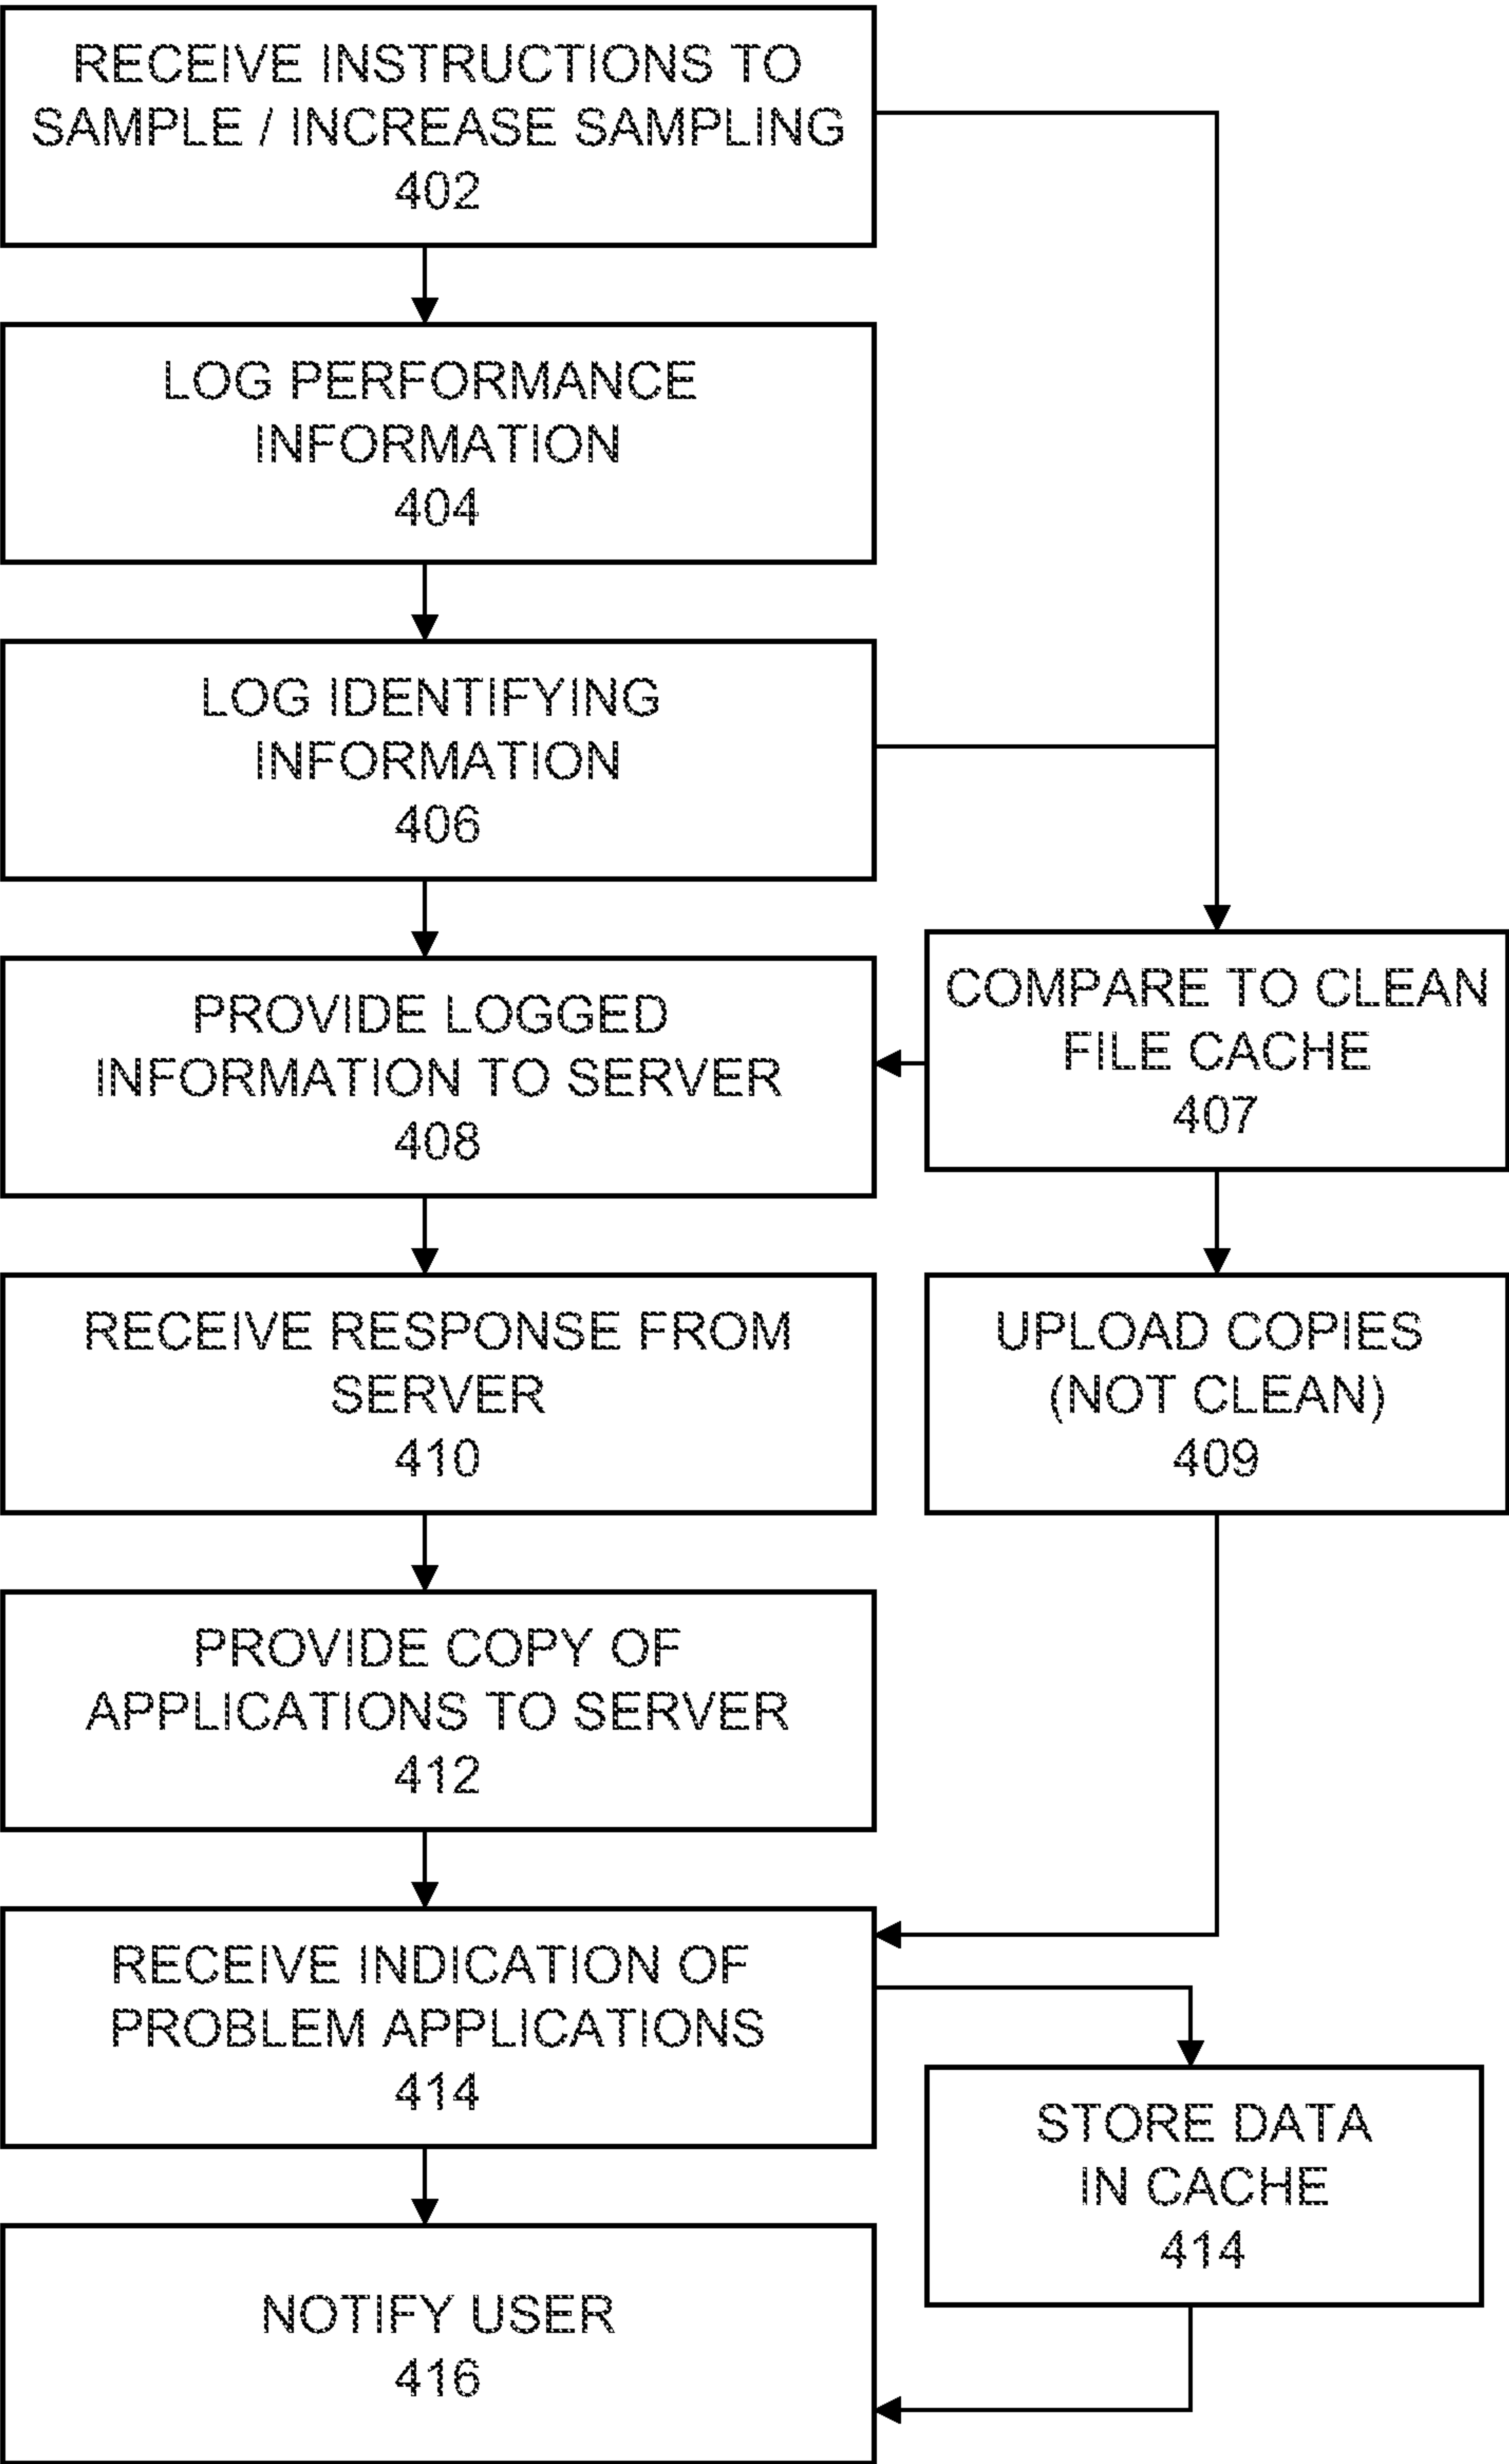 RECEIVE INSTRUCTIONS TO
SAMPLE / INCREASE SAMPLING
402
LOG PERFORMANCE
INFORMATION
404
LOG IDENTIFYING
INFORMATION
406
PROVIDE LOGGED
INFORMATION TO SERVER
408
COMPARE TO CLEAN
FILE CACHE
407
RECEIVE RESPONSE FROM
SERVER
410
UPLOAD COPIES
(NOT CLEAN)
409
PROVIDE COPY OF
APPLICATIONS TO SERVER
412
RECEIVE INDICATION OF
PROBLEM APPLICATIONS
414
STORE DATA
IN CACHE
414
NOTIFY USER
416